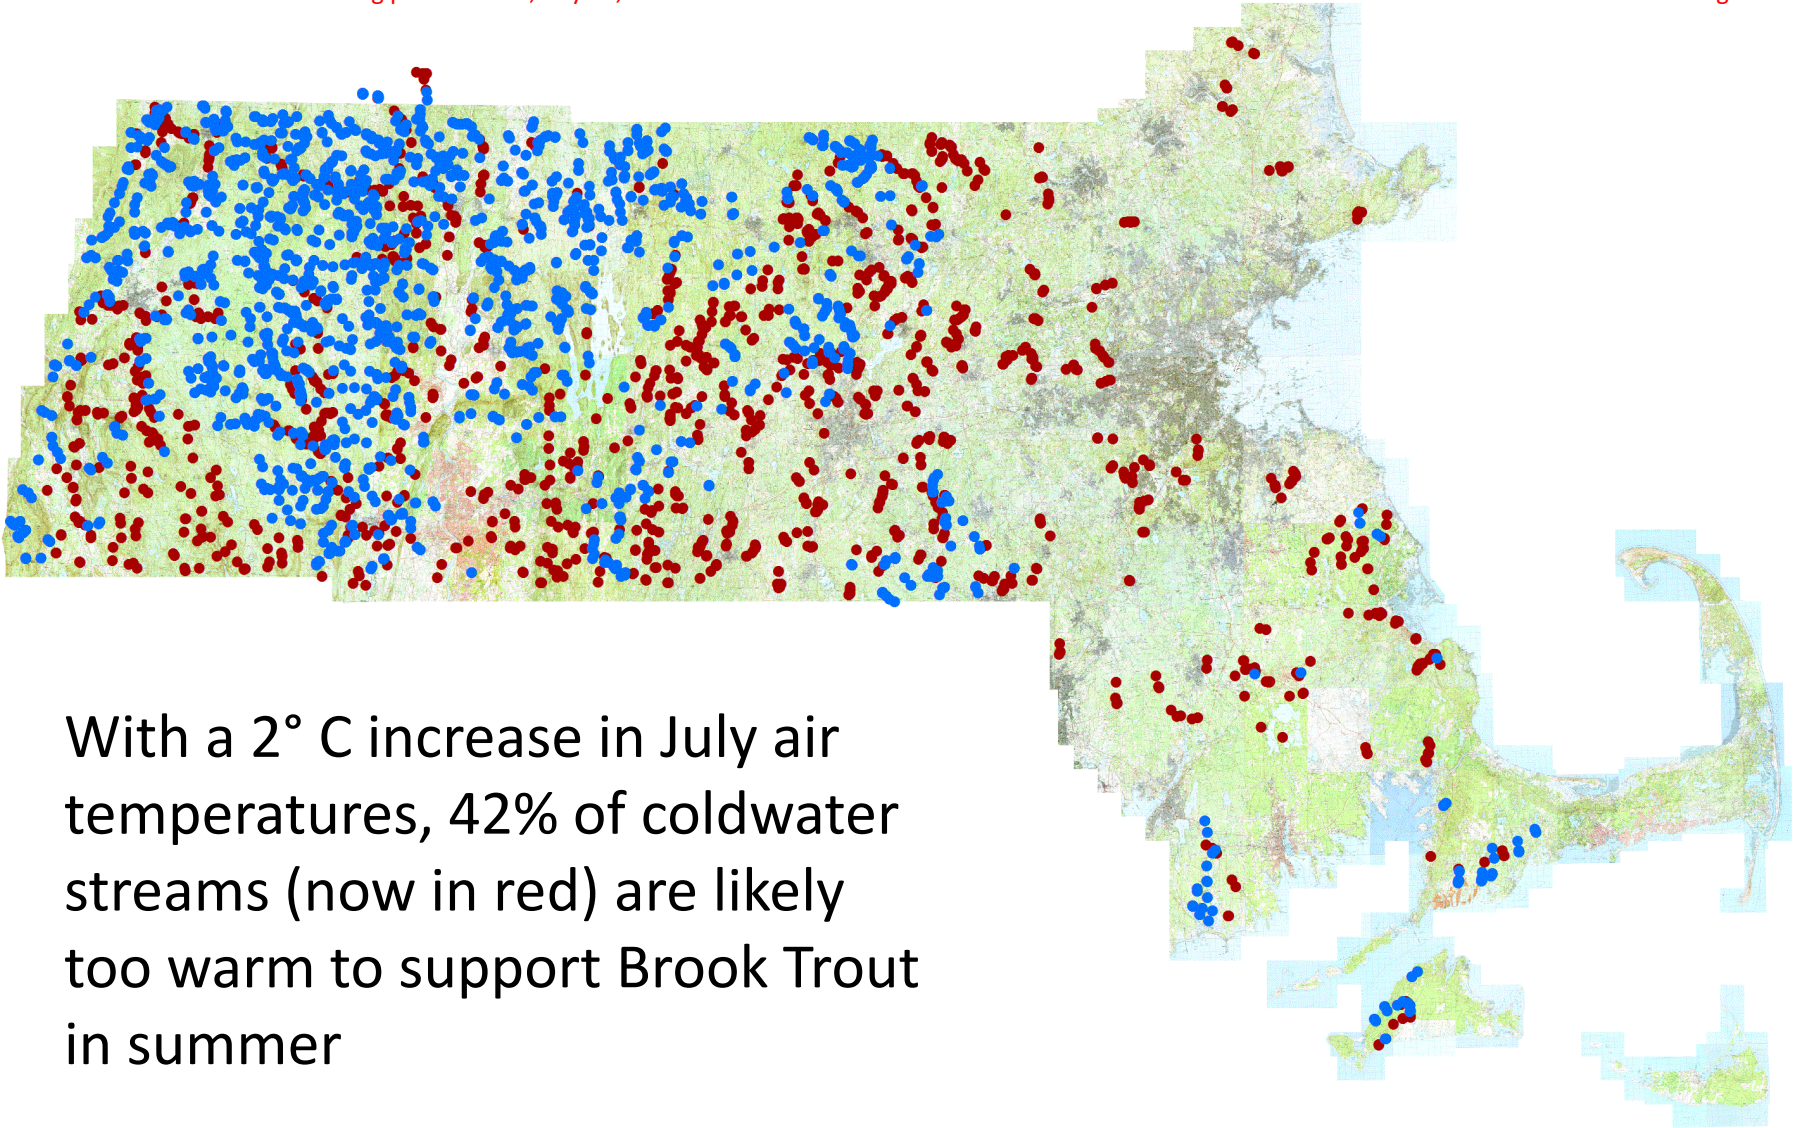 With a 2° C increase in July air
temperatures, 42% of coldwater
streams (now in red) are likely
too warm to support Brook Trout
in summer